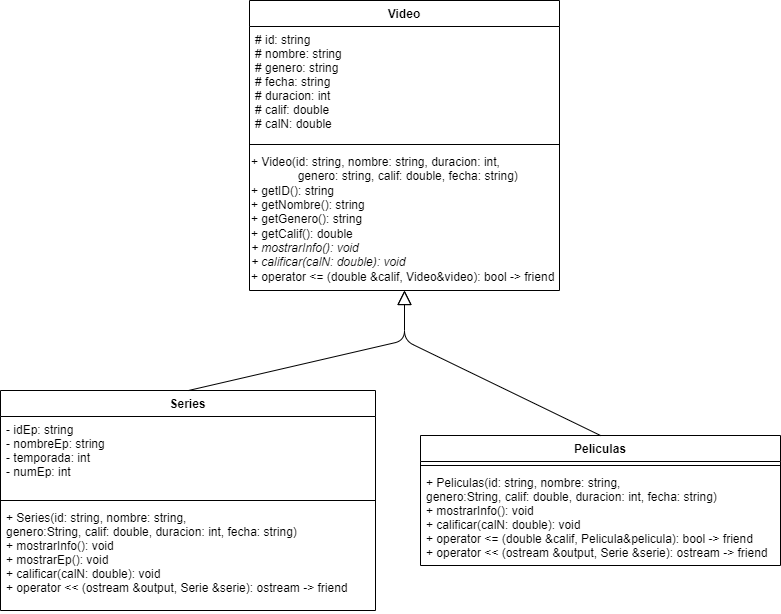 Video
# id: string
# nombre: string
# genero: string
# fecha: string
# duracion: int
# calif: double
# calN: double
+ Video(id: string, nombre: string, duracion: int,
genero: string, calif: double, fecha: string)
+ getID(): string
+ getNombre(): string
+ getGenero(): string
+ getCalif(): double
+ mostrarInfo(): void
+ calificar(calN: double): void
+ operator <= (double &calif, Video&video): bool -> friend
Series
- idEp: string
- nombreEp: string
- temporada: int
- numEp: int
+ Series(id: string, nombre: string,
genero:String, calif: double, duracion: int, fecha: string)
+ mostrarInfo(): void
+ mostrarEp(): void
+ calificar(calN: double): void
+ operator << (ostream &output, Serie &serie): ostream -> friend
Peliculas
+ Peliculas(id: string, nombre: string,
genero:String, calif: double, duracion: int, fecha: string)
+ mostrarInfo(): void
+ calificar(calN: double): void
+ operator <= (double &calif, Pelicula&pelicula): bool -> friend
+ operator << (ostream &output, Serie &serie): ostream -> friend